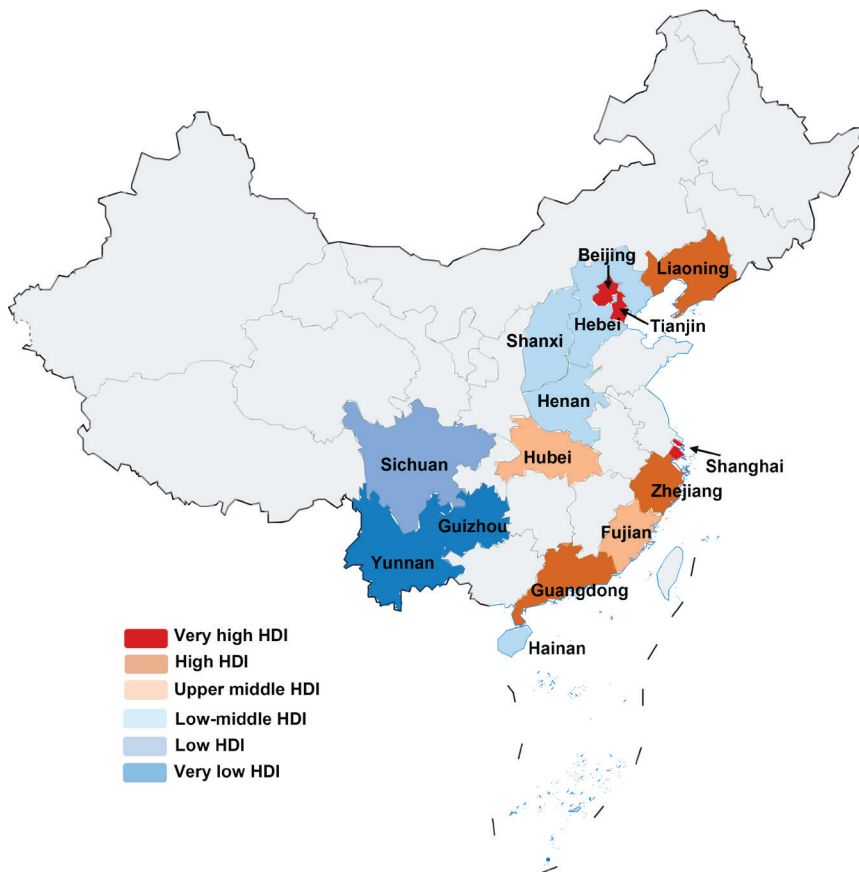 Beijing
Liaoning
Hebei
Tianjin
Shanxi
Henan
Hubei
Shanghai
Sichuan
Zhejiang
Guizhou
Fujian
Yunnan
Guangdong
Hainan
Very high HDI
High HDI
Upper middle HDI
Low-middle HDI
Low HDI
Very low HDI